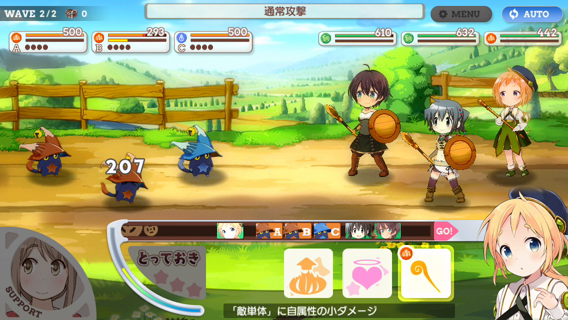 WAVE 2/2 0
通常攻撃
MENU
AUTO
500 293 500 610 632 442
A B C
207
A B C GO!
とっておき
SUPPORT
「敵単体」に自属性の小ダメージ